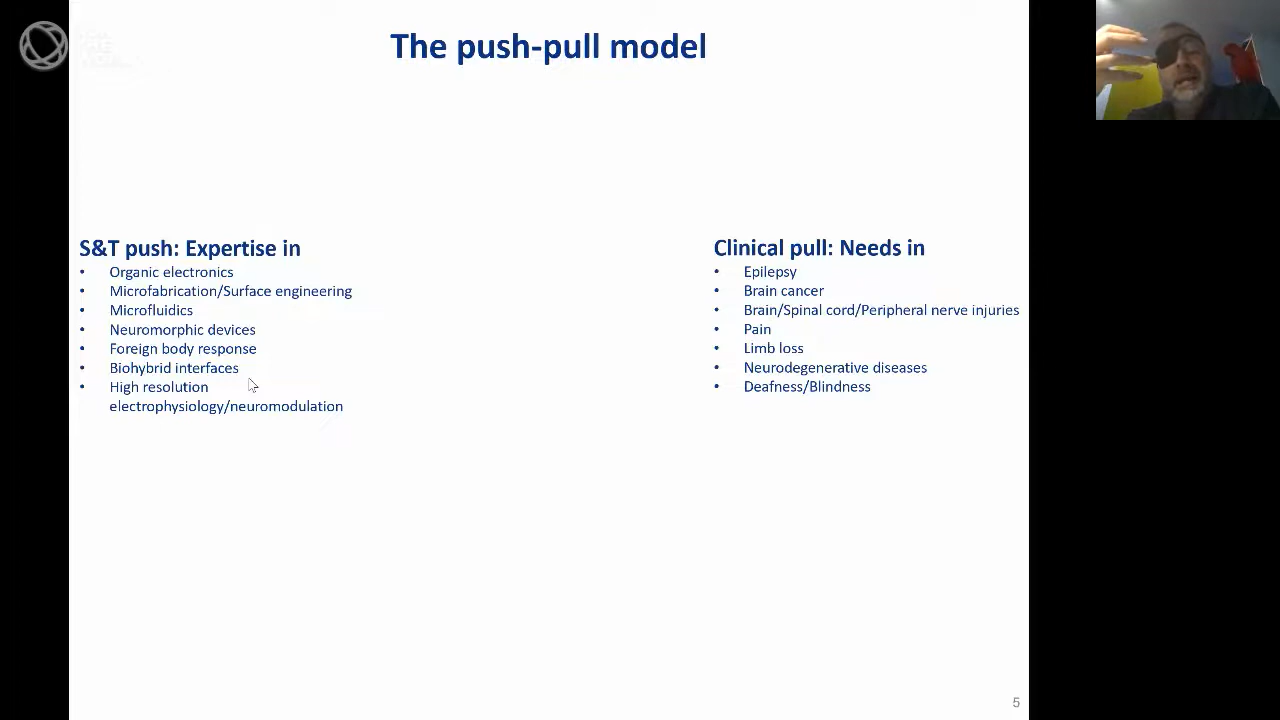 The push-pull model
S&T push: Expertise in
• Organic electronics
• Microfabrication/Surface engineering
• Microfluidics
• Neuromorphic devices
• Foreign body response
• Biohybrid interfaces
• High resolution
electrophysiology/neuromodulation
Clinical pull: Needs in
• Epilepsy
• Brain cancer
• Brain/Spinal cord/Peripheral nerve injuries
• Pain
• Limb loss
• Neurodegenerative diseases
• Deafness/Blindness
5